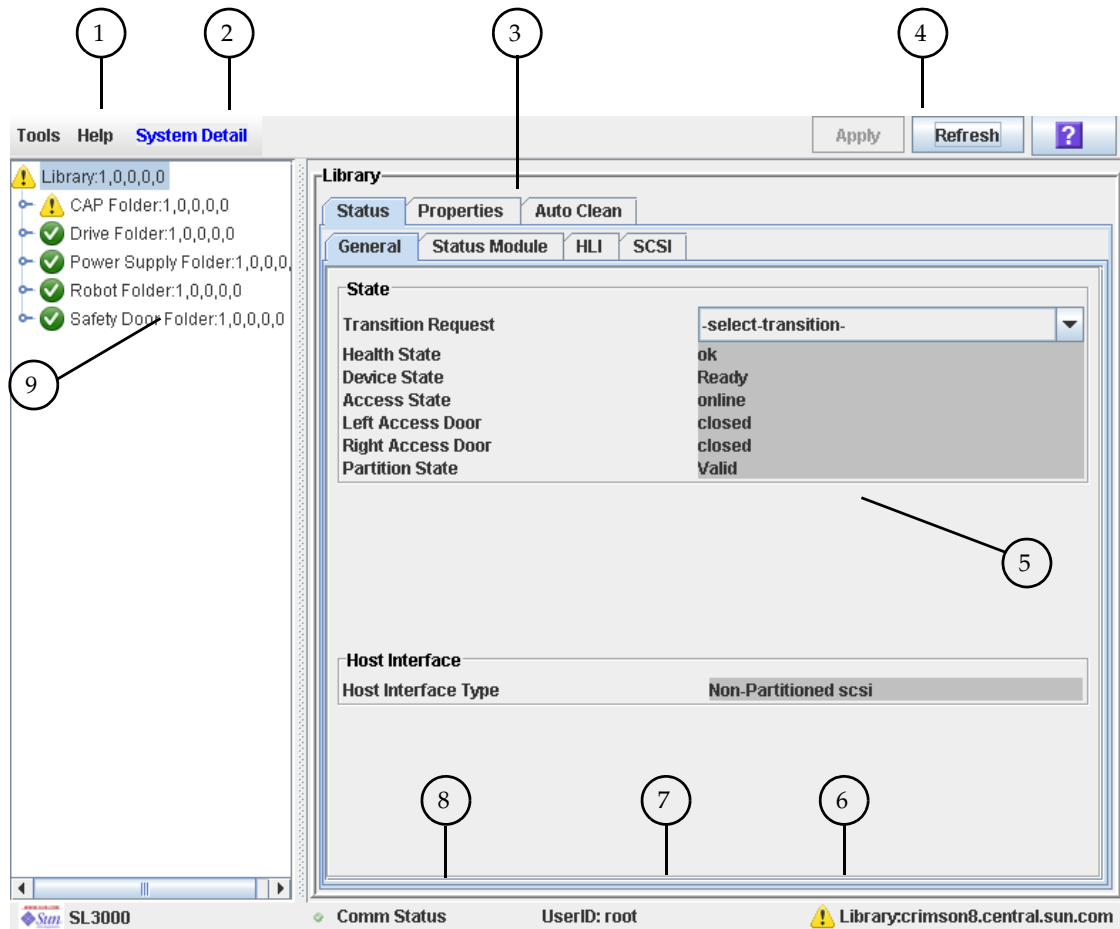 1 2 3 4
Tools Help System Detail Apply Refresh ?
Library:1,0,0,0,0
CAP Folder:1,0,0,0,0
Drive Folder:1,0,0,0,0
Power Supply Folder:1,0,0,0,
Robot Folder:1,0,0,0,0
Safety Door Folder:1,0,0,0,0
9
Library
Status Properties Auto Clean
General Status Module HLI SCSI
State
Transition Request -select-transition-
Health State ok
Device State Ready
Access State online
Left Access Door closed
Right Access Door closed
Partition State Valid
5
Host Interface
Host Interface Type Non-Partitioned scsi
8 7 6
Sun SL3000 Comm Status UserID: root Library:crimson8.central.sun.com